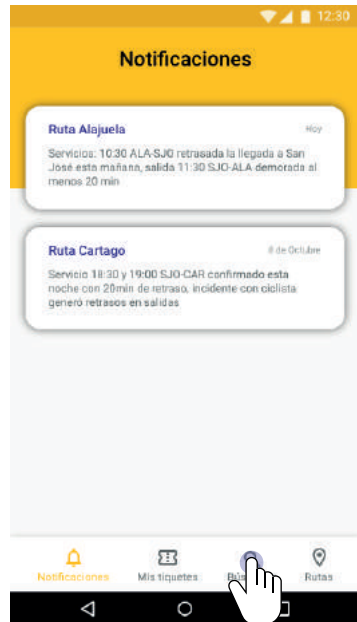 12:30
Notificaciones
Ruta Alajuela Hoy
Servicios: 10:30 ALA-SJO retrasada la llegada a San
José esta mañana, salida 11:30 SJO-ALA demorada al
menos 20 min
Ruta Cartago 8 de Octubre
Servicio 18:30 y 19:00 SJO-CAR confirmado esta
noche con 20min de retraso, incidente con ciclista
generó retrasos en salidas
Notificaciones Mis tiquetes Rutas